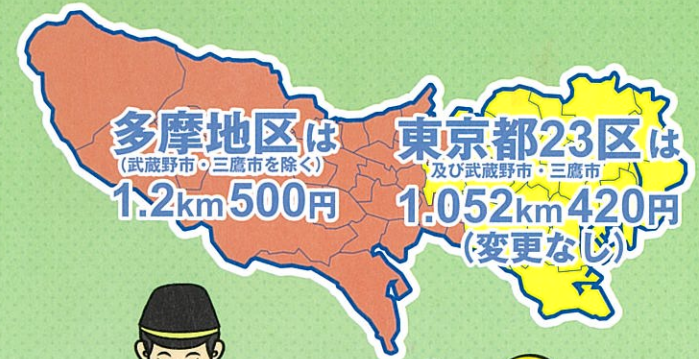 多摩地区は
(武蔵野市・三鷹市を除く)
1.2km 500円
東京都23区は
及び武蔵野市・三鷹市
1.052km 420円
(変更なし)